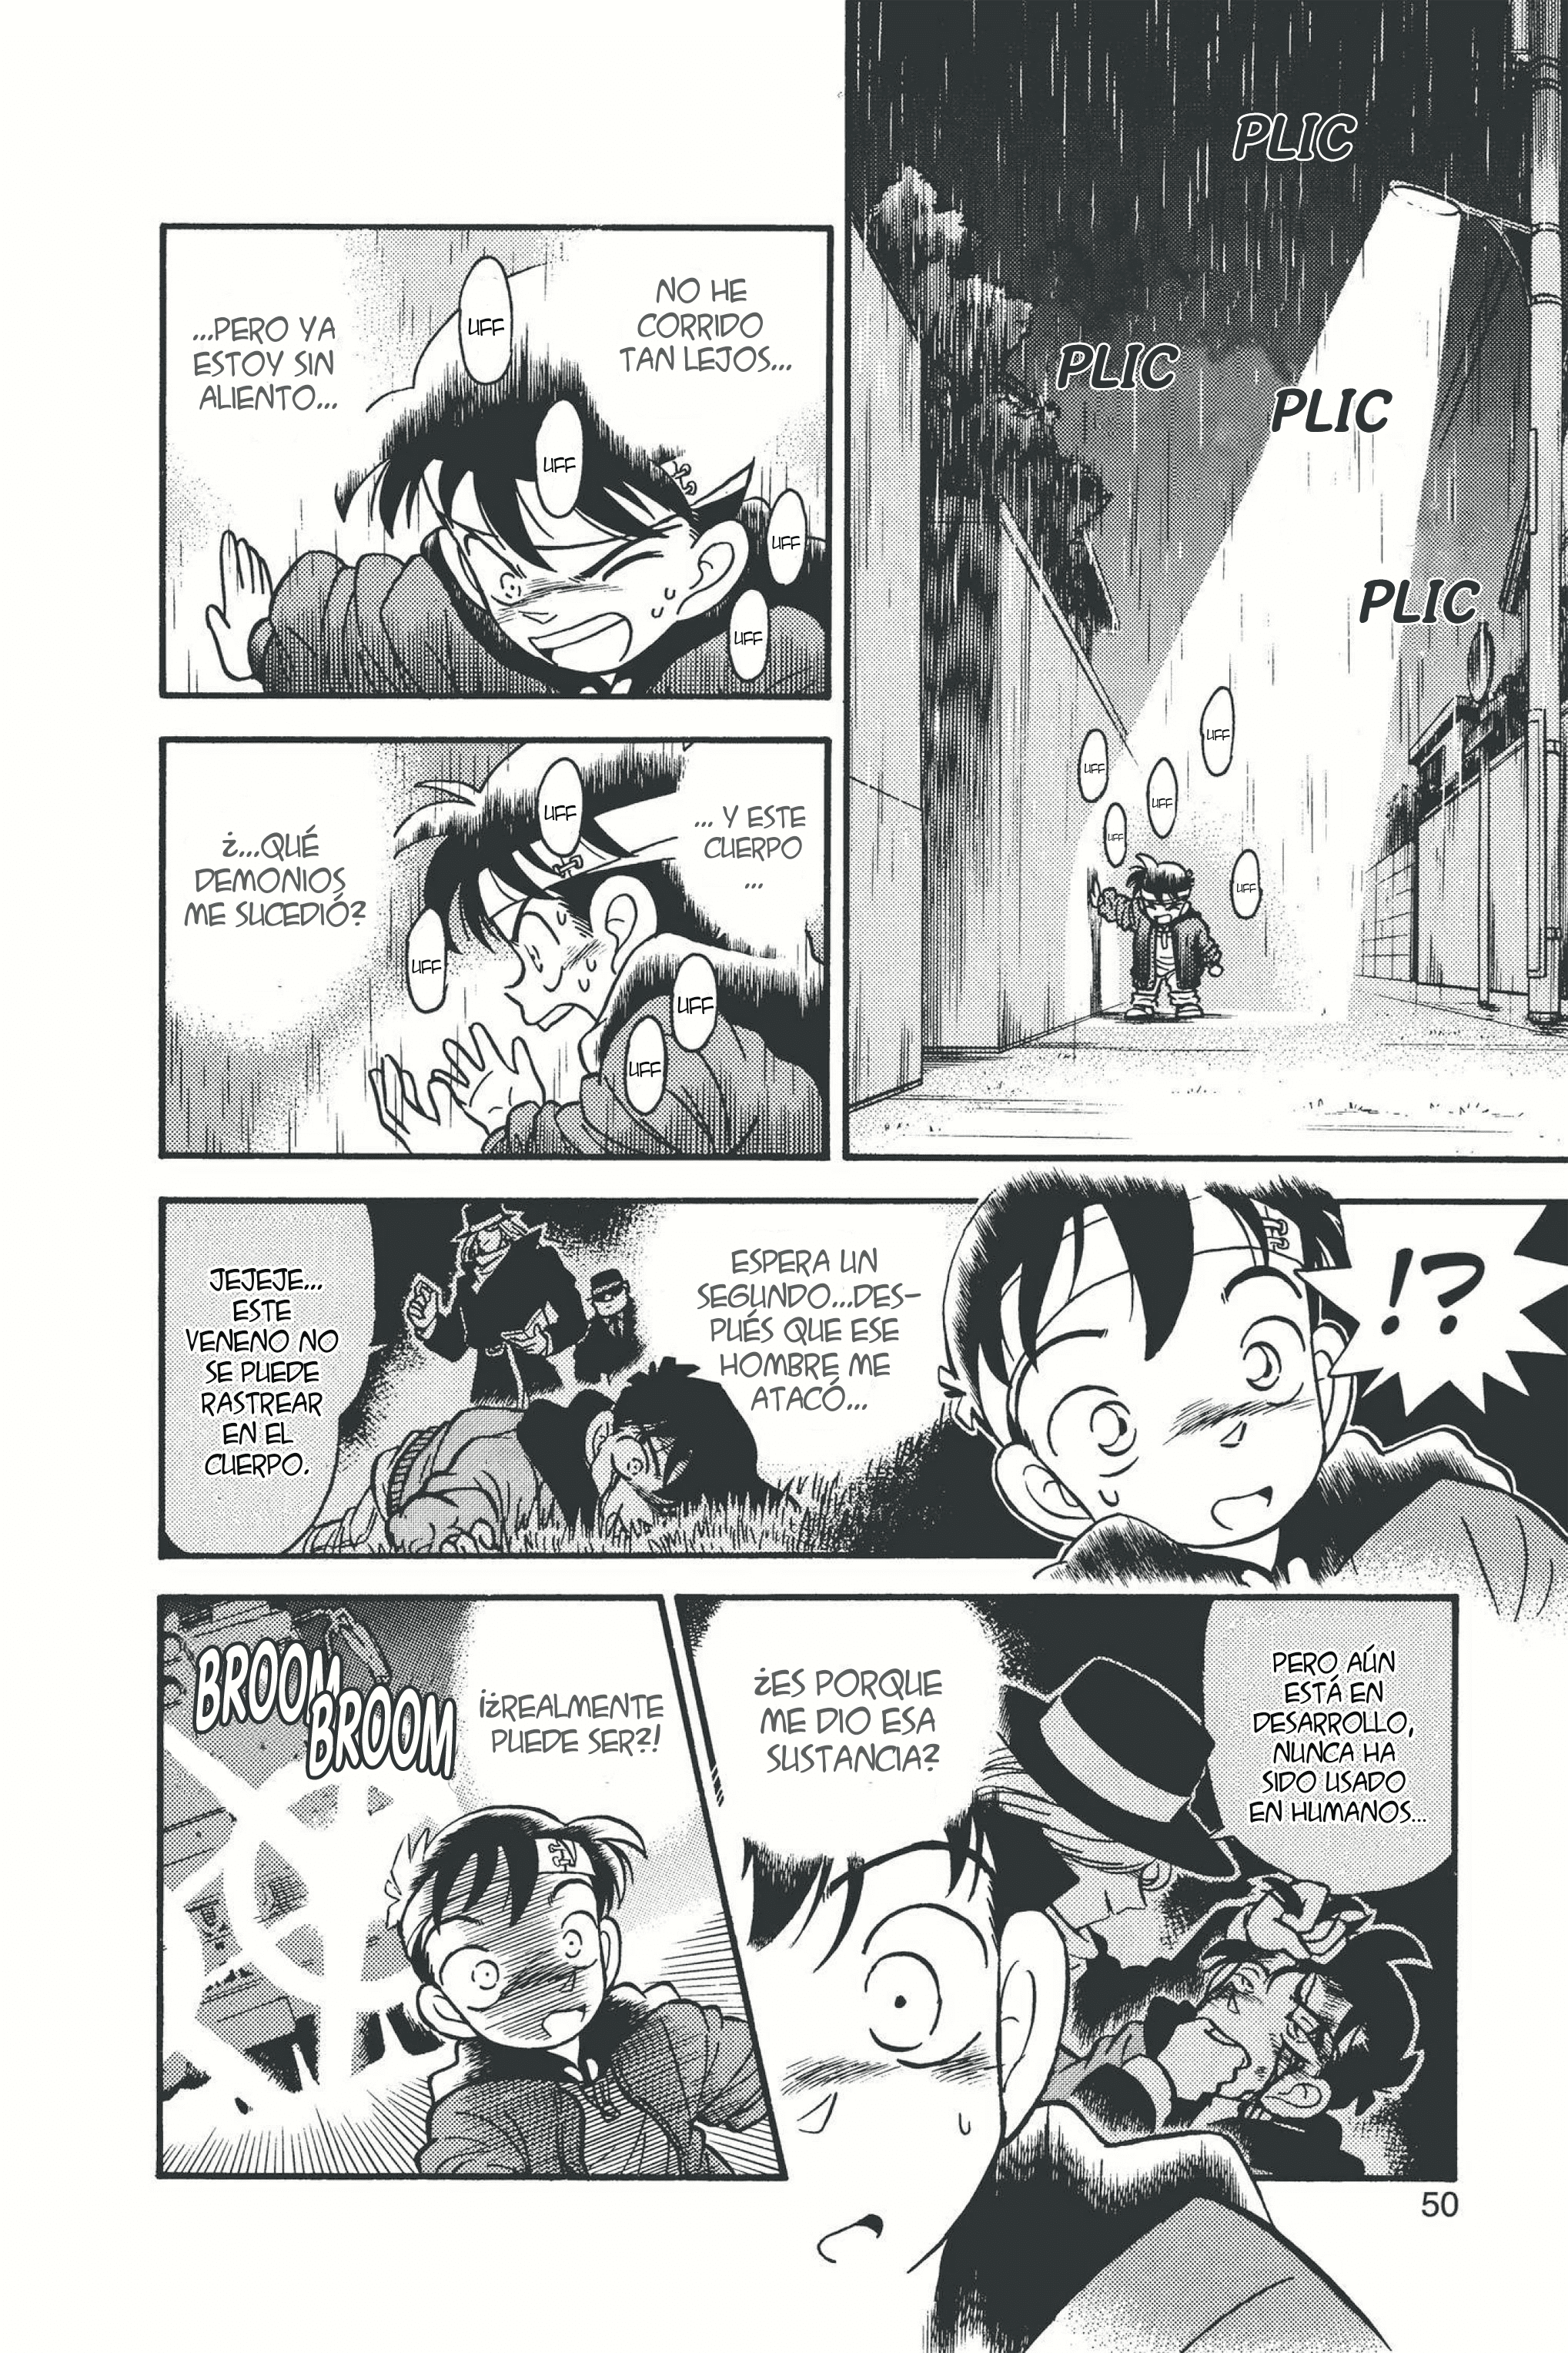 PLIC
PLIC
PLIC
PLIC
UFF
UFF
UFF
UFF
UFF
NO HE
CORRIDO
TAN LEJOS...
UFF
UFF
UFF
UFF
...PERO YA
ESTOY SIN
ALIENTO...
... Y ESTE
CUERPO
...
UFF
UFF
UFF
UFF
¿...QUÉ
DEMONIOS
ME SUCEDIÓ?
!?
ESPERA UN
SEGUNDO...DES-
PUÉS QUE ESE
HOMBRE ME
ATACÓ...
JEJEJE...
ESTE
VENENO NO
SE PUEDE
RASTREAR
EN EL
CUERPO.
PERO AÚN
ESTÁ EN
DESARROLLO,
NUNCA HA
SIDO USADO
EN HUMANOS...
¿ES PORQUE
ME DIO ESA
SUSTANCIA?
¡¿REALMENTE
PUEDE SER?!
BROOM
BROOM
50